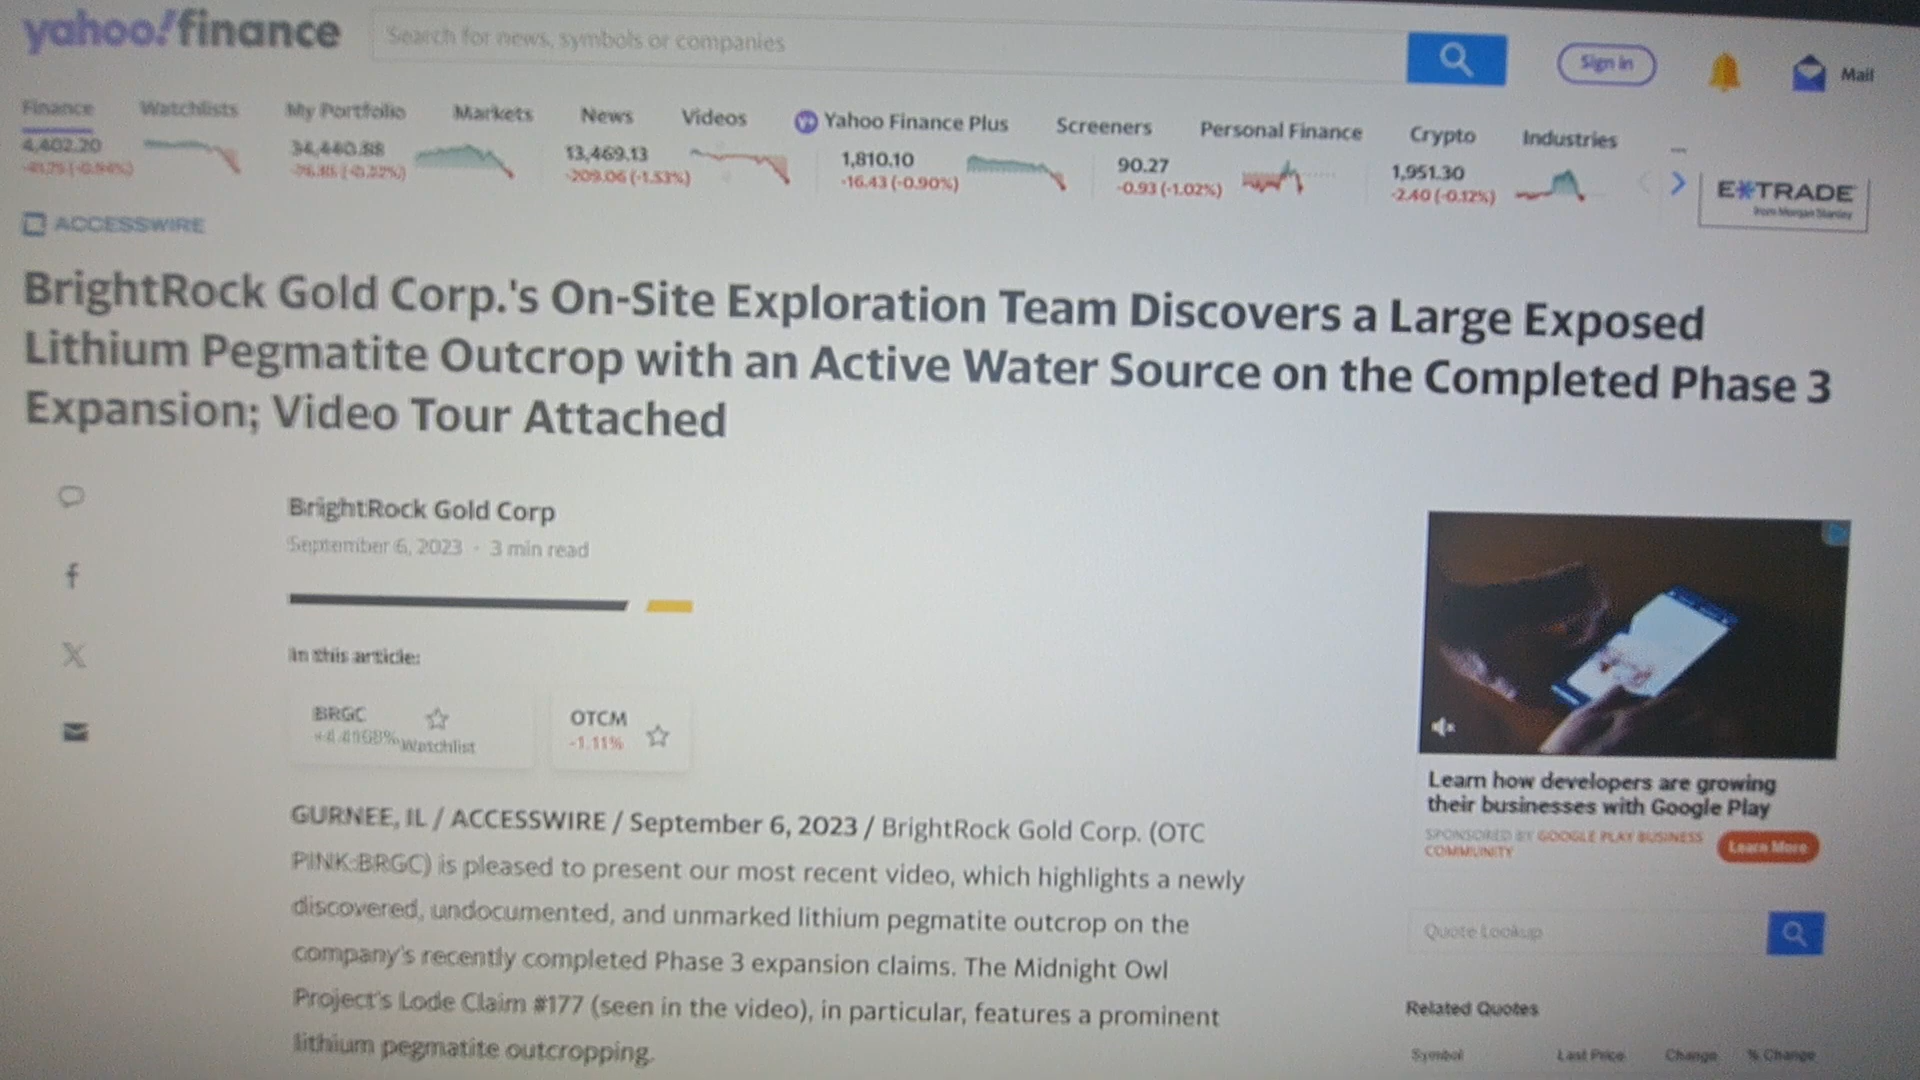 yahoo!finance
Search for news, symbols or companies
Sign in
Mail
Finance Watchlists My Portfolio Markets News Videos Yahoo Finance Plus Screeners Personal Finance Crypto Industries ...
4,402.20 34,440.88 13,469.13 1,810.10 90.27 1,951.30
-209.06 (-1.53%) -16.43 (-0.90%) -0.93 (-1.02%) -2.40 (-0.12%)
E*TRADE
from Morgan Stanley
ACCESSWIRE
BrightRock Gold Corp.'s On-Site Exploration Team Discovers a Large Exposed
Lithium Pegmatite Outcrop with an Active Water Source on the Completed Phase 3
Expansion; Video Tour Attached
BrightRock Gold Corp
September 6, 2023 · 3 min read
In this article:
BRGC
Watchlist
OTCM
-1.11%
GURNEE, IL / ACCESSWIRE / September 6, 2023 / BrightRock Gold Corp. (OTC
PINK:BRGC) is pleased to present our most recent video, which highlights a newly
discovered, undocumented, and unmarked lithium pegmatite outcrop on the
company's recently completed Phase 3 expansion claims. The Midnight Owl
Project's Lode Claim #177 (seen in the video), in particular, features a prominent
lithium pegmatite outcropping.
Learn how developers are growing
their businesses with Google Play
SPONSORED BY GOOGLE PLAY BUSINESS
COMMUNITY
Learn More
Quote Lookup
Related Quotes
Symbol Last Price Change % Change